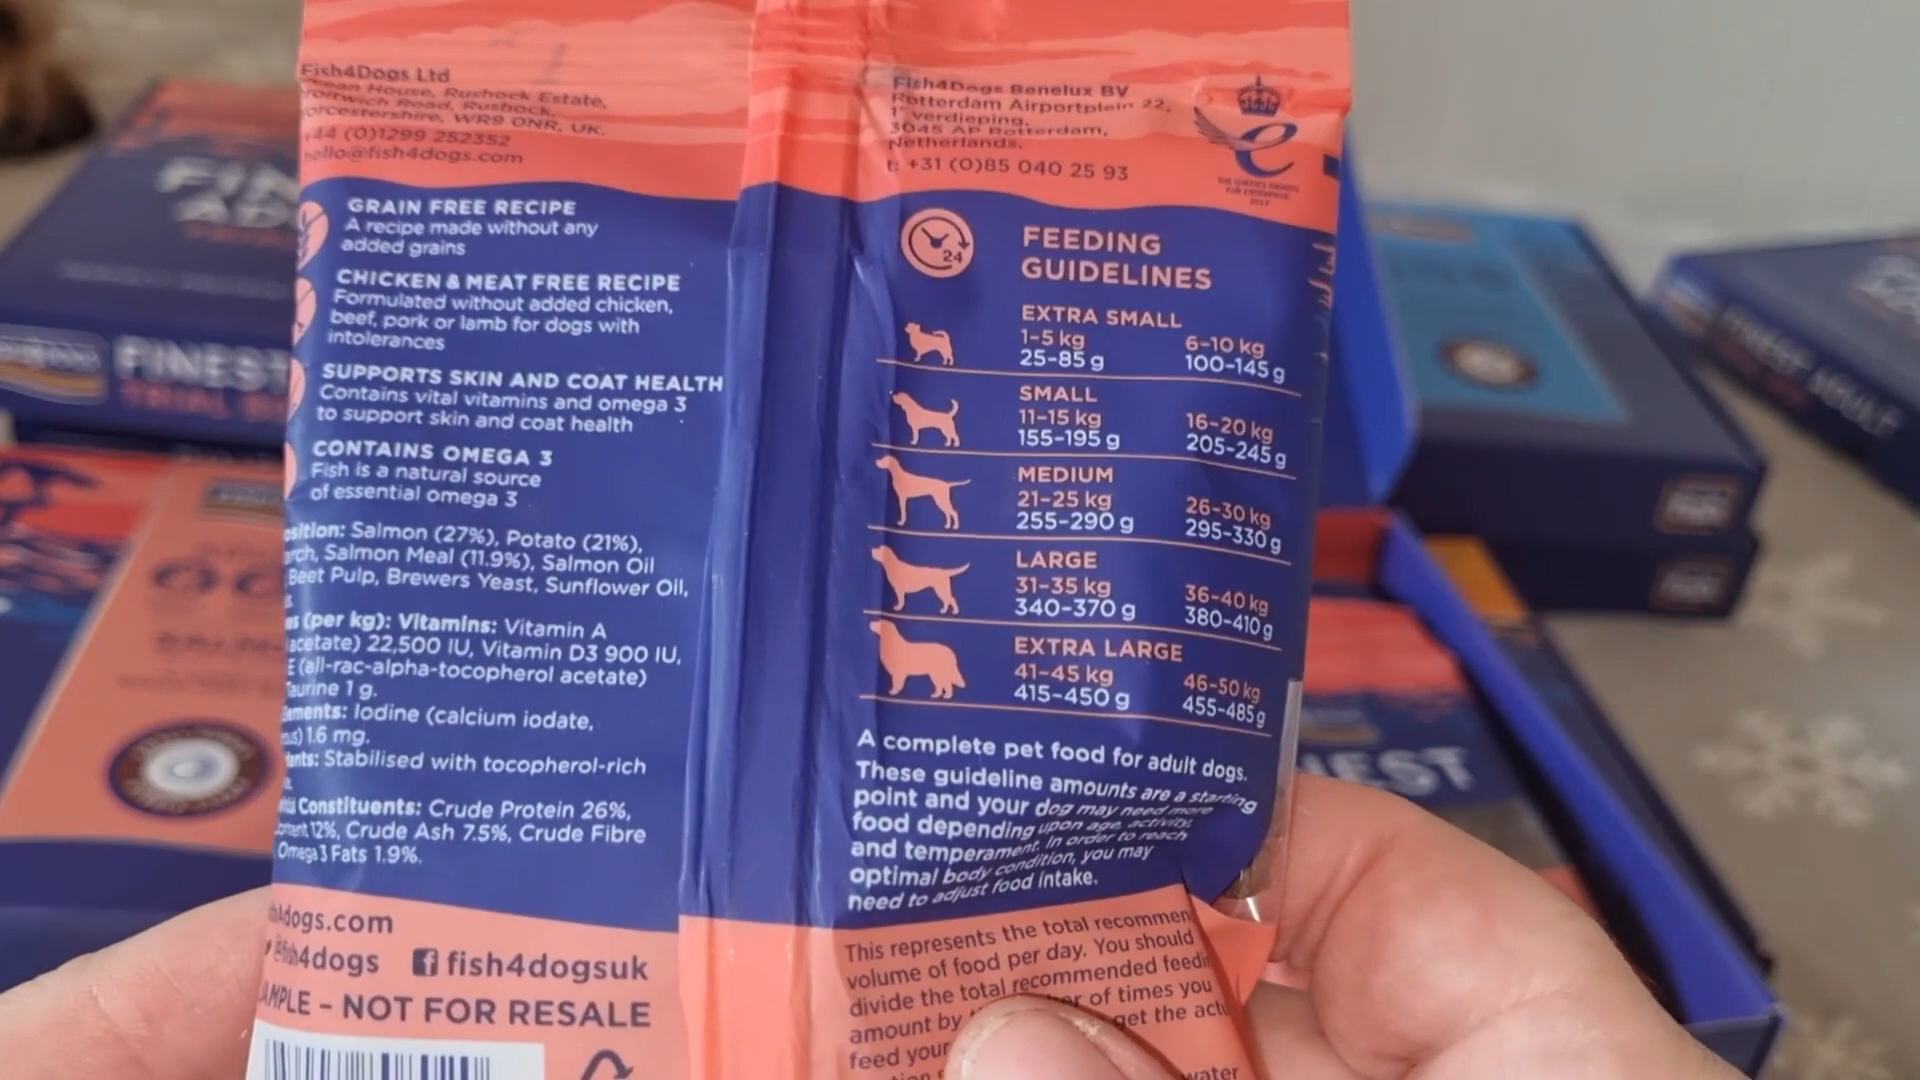 Fish4Dogs Ltd
House, Rushock Estate,
Road, Rushock,
WR9 0NR, UK.
44 (0)1299 252352
hello@fish4dogs.com
GRAIN FREE RECIPE
A recipe made without any
added grains
CHICKEN & MEAT FREE RECIPE
Formulated without added chicken,
beef, pork or lamb for dogs with
intolerances
SUPPORTS SKIN AND COAT HEALTH
Contains vital vitamins and omega 3
to support skin and coat health
CONTAINS OMEGA 3
Fish is a natural source
of essential omega 3
osition: Salmon (27%), Potato (21%),
Salmon Meal (11.9%), Salmon Oil
Beet Pulp, Brewers Yeast, Sunflower Oil,
(per kg): Vitamins: Vitamin A
acetate) 22,500 IU, Vitamin D3 900 IU,
E (all-rac-alpha-tocopherol acetate)
Taurine 1 g.
ements: Iodine (calcium iodate,
1.6 mg.
Stabilised with tocopherol-rich
Constituents: Crude Protein 26%,
12%, Crude Ash 7.5%, Crude Fibre
Omega 3 Fats 1.9%.
4dogs.com
@fish4dogs fish4dogsuk
AMPLE - NOT FOR RESALE
Fish4Dogs Benelux BV
Rotterdam Airportplein 22,
1e verdieping,
3045 AP Rotterdam,
Netherlands.
t: +31 (0)85 040 25 93
24
FEEDING
GUIDELINES
EXTRA SMALL
1-5 kg 6-10 kg
25-85 g 100-145 g
SMALL
11-15 kg 16-20 kg
155-195 g 205-245 g
MEDIUM
21-25 kg 26-30 kg
255-290 g 295-330 g
LARGE
31-35 kg 36-40 kg
340-370 g 380-410 g
EXTRA LARGE
41-45 kg 46-50 kg
415-450 g 455-485 g
A complete pet food for adult dogs.
These guideline amounts are a starting
point and your dog may need more
food depending upon age, activity,
and temperament. In order to reach
optimal body condition, you may
need to adjust food intake.
This represents the total recommen
volume of food per day. You should
divide the total recommended feedi
amount by of times you
feed your get the actu
water
FINEST